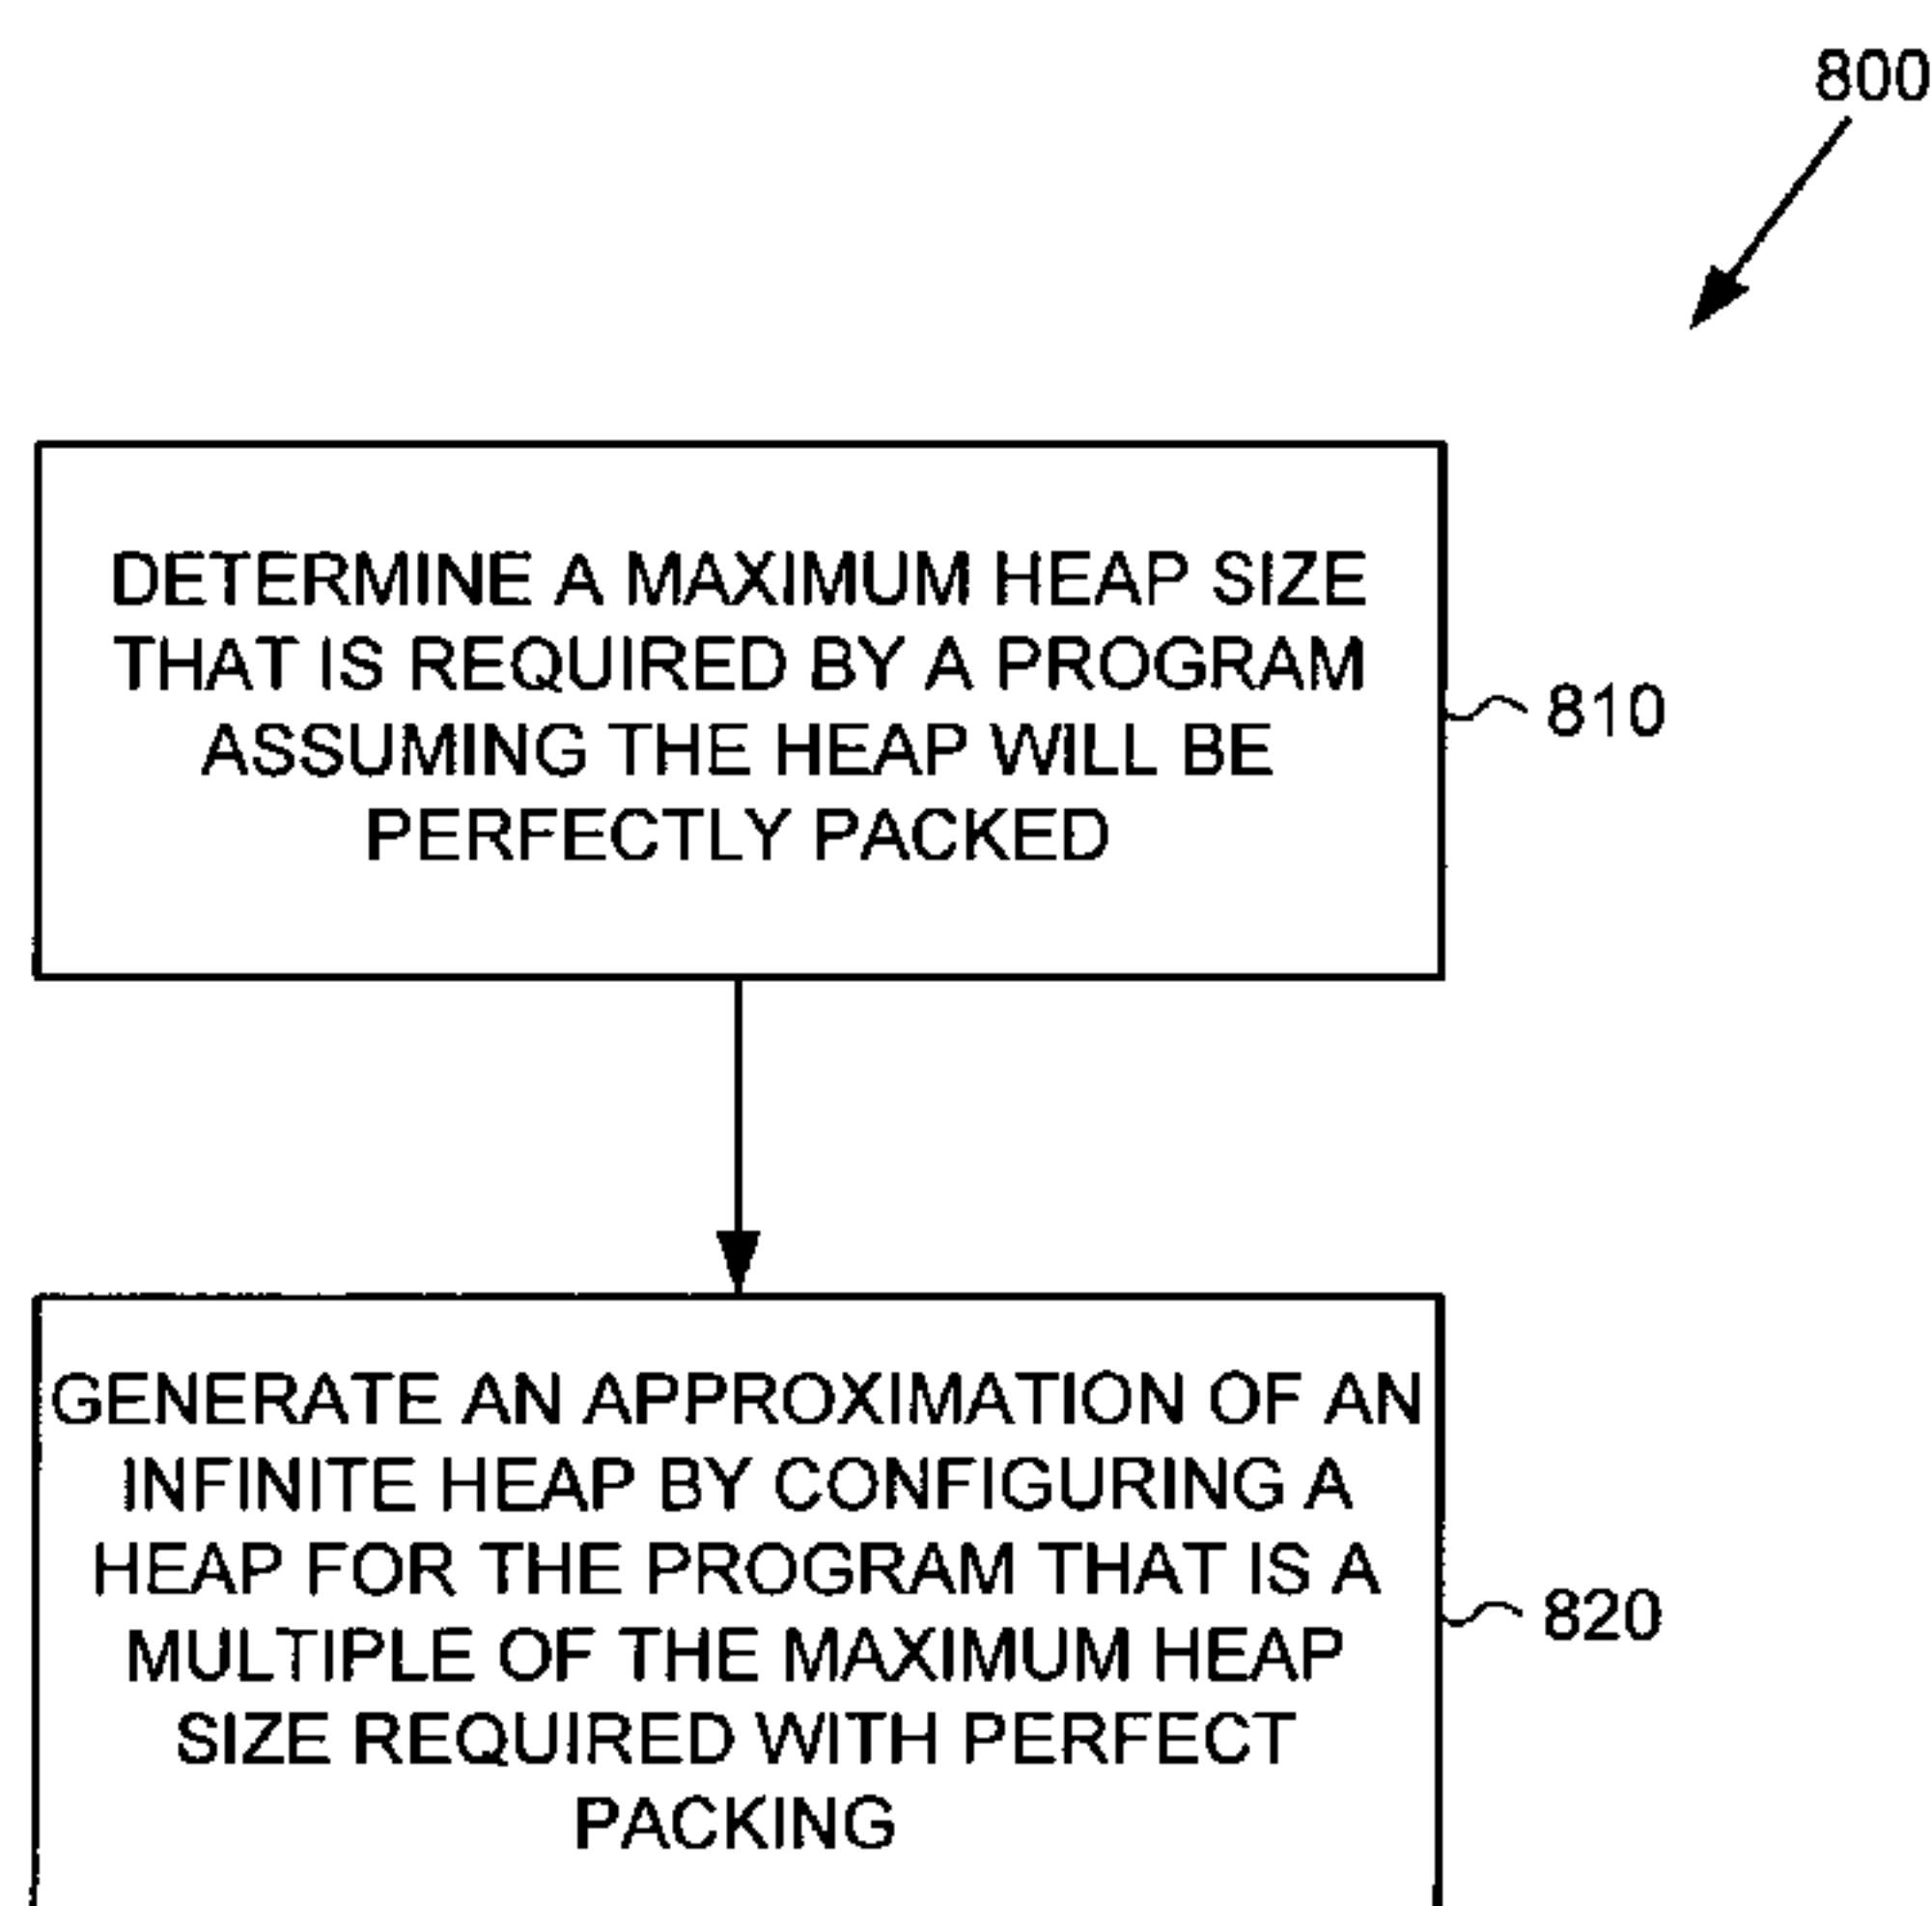 800
DETERMINE A MAXIMUM HEAP SIZE
THAT IS REQUIRED BY A PROGRAM
ASSUMING THE HEAP WILL BE
PERFECTLY PACKED
810
GENERATE AN APPROXIMATION OF AN
INFINITE HEAP BY CONFIGURING A
HEAP FOR THE PROGRAM THAT IS A
MULTIPLE OF THE MAXIMUM HEAP
SIZE REQUIRED WITH PERFECT
PACKING
820